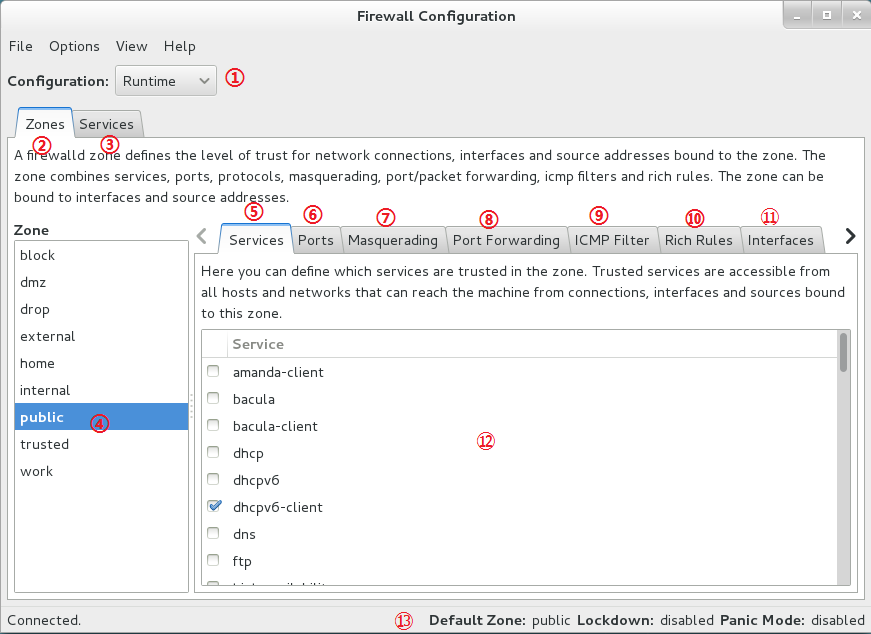 Firewall Configuration
File Options View Help
Configuration: Runtime ①
Zones Services
② ③
A firewalld zone defines the level of trust for network connections, interfaces and source addresses bound to the zone. The
zone combines services, ports, protocols, masquerading, port/packet forwarding, icmp filters and rich rules. The zone can be
bound to interfaces and source addresses.
Zone
block
dmz
drop
external
home
internal
public ④
trusted
work
⑤ ⑥ ⑦ ⑧ ⑨ ⑩ ⑪
Services Ports Masquerading Port Forwarding ICMP Filter Rich Rules Interfaces
Here you can define which services are trusted in the zone. Trusted services are accessible from
all hosts and networks that can reach the machine from connections, interfaces and sources bound
to this zone.
Service
amanda-client
bacula
bacula-client
⑫
dhcp
dhcpv6
dhcpv6-client
dns
ftp
Connected. ⑬ Default Zone: public Lockdown: disabled Panic Mode: disabled